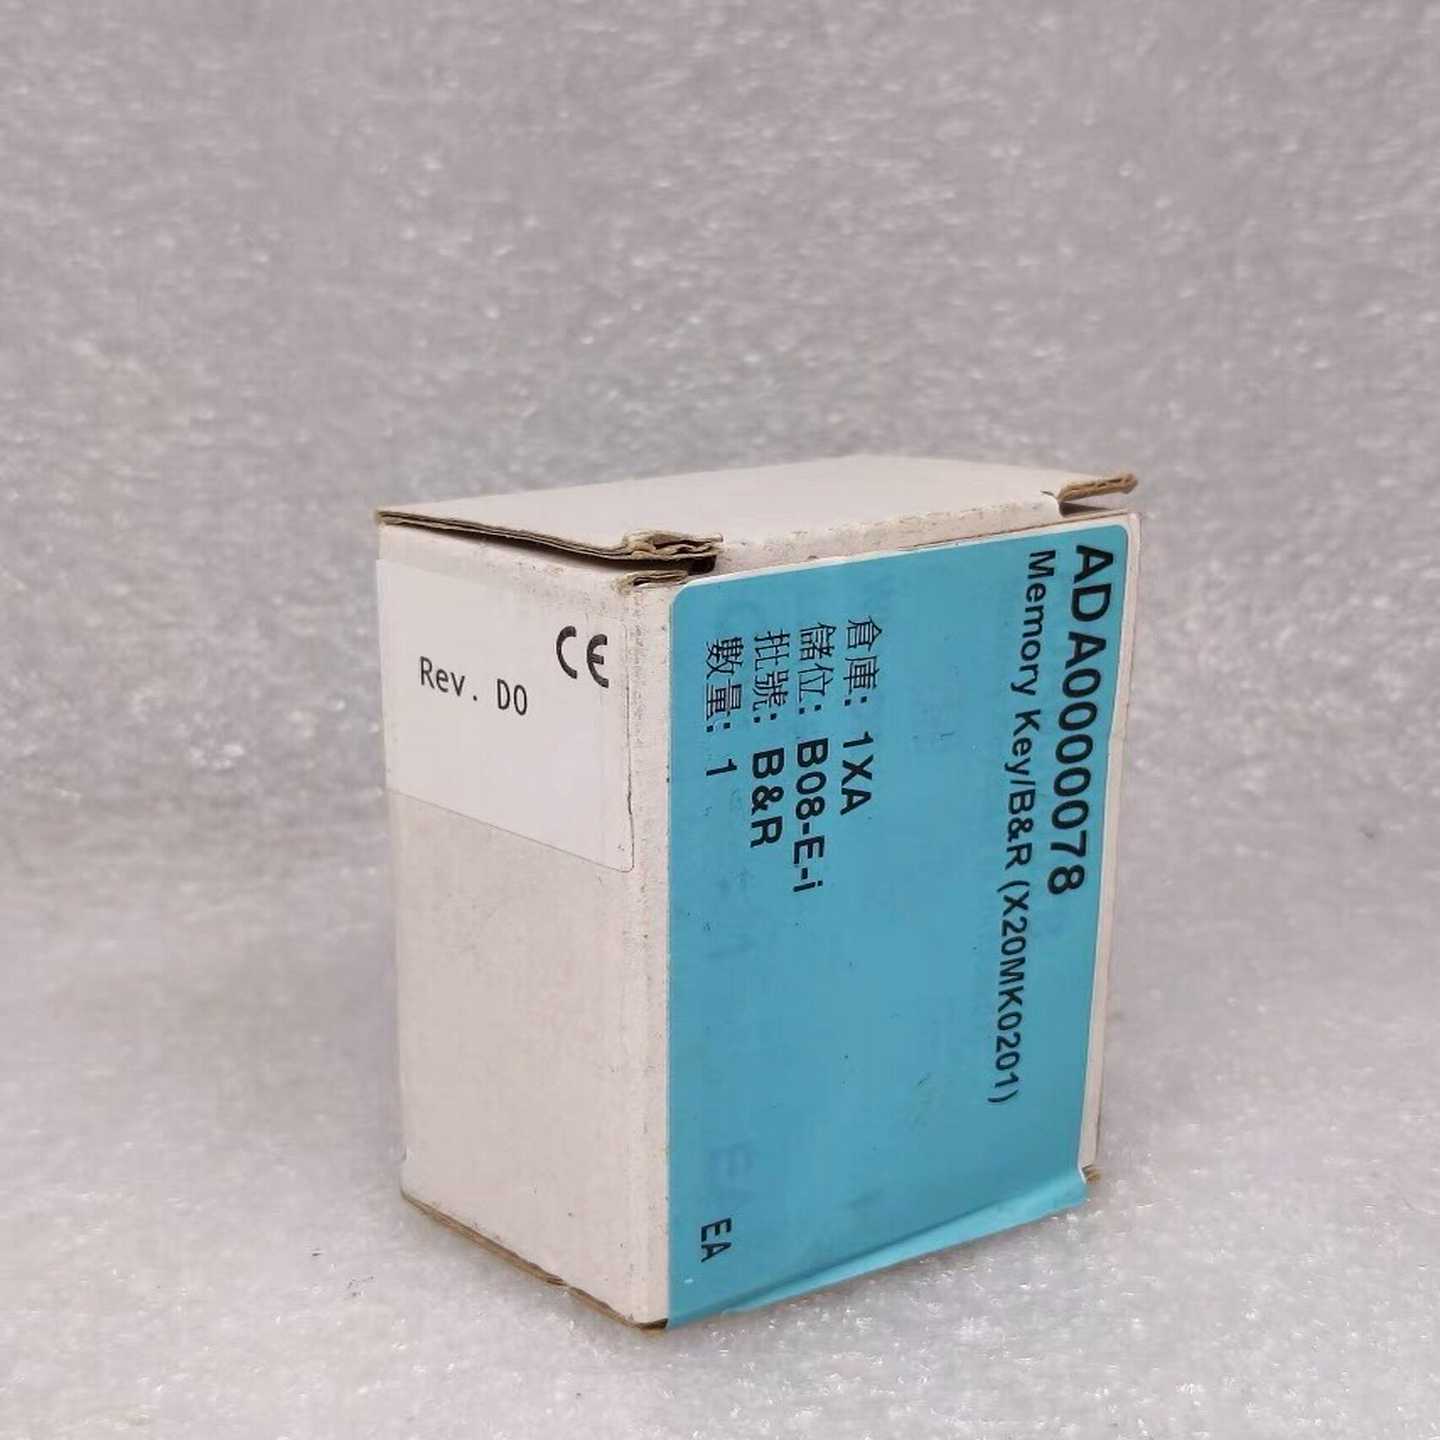 CE
Rev. D0
ADA0000078
Memory Key/B&R (X20MK0201)
倉庫: 1XA
儲位: B08-E-i
批號: B&R
數量: 1 EA